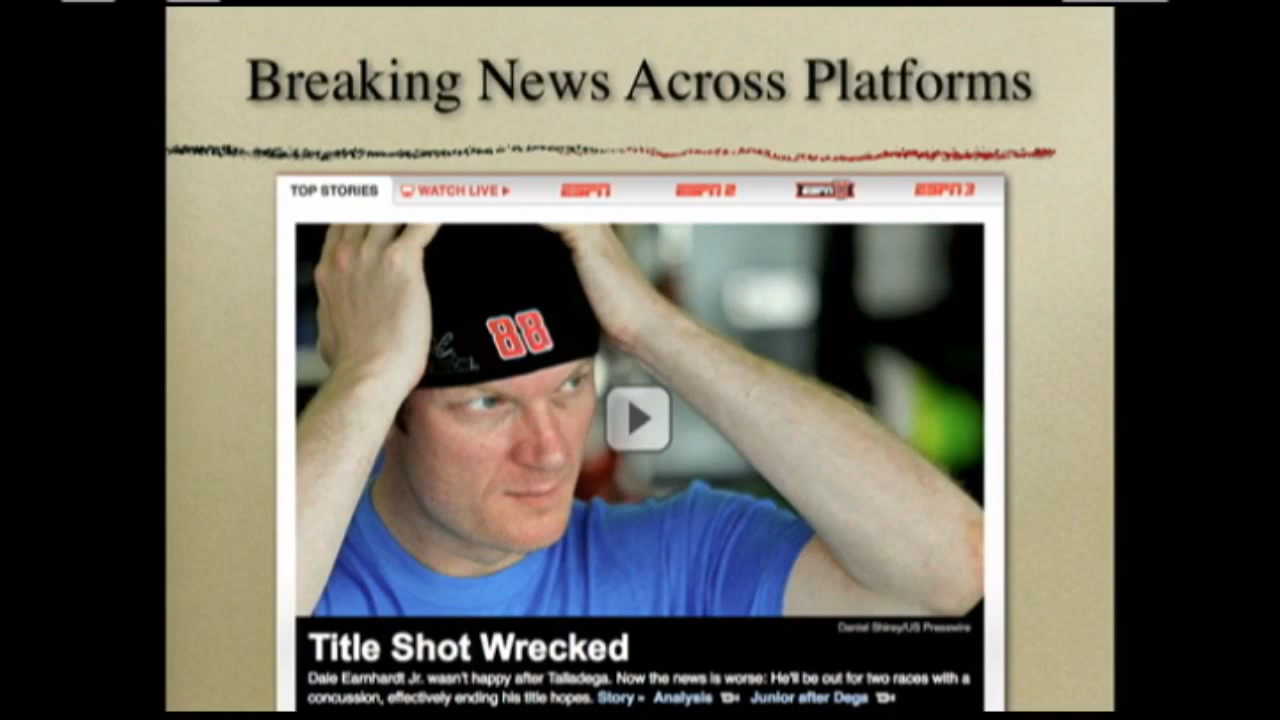 Breaking News Across Platforms
TOP STORIES WATCH LIVE ESPN ESPN 2 ESPN ESPN 3
88
Title Shot Wrecked
Daniel Shirey/US Presswire
Dale Earnhardt Jr. wasn't happy after Talladega. Now the news is worse: He'll be out for two races with a
concussion, effectively ending his title hopes. Story » Analysis Junior after Dega